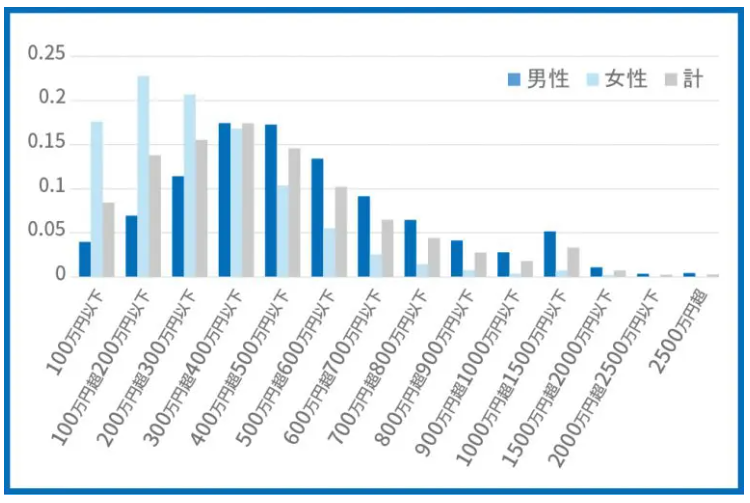 0.25
0.2
0.15
0.1
0.05
0
男性 女性 計
100万円以下
100万円超200万円以下
200万円超300万円以下
300万円超400万円以下
400万円超500万円以下
500万円超600万円以下
600万円超700万円以下
700万円超800万円以下
800万円超900万円以下
900万円超1000万円以下
1000万円超1500万円以下
1500万円超2000万円以下
2000万円超2500万円以下
2500万円超